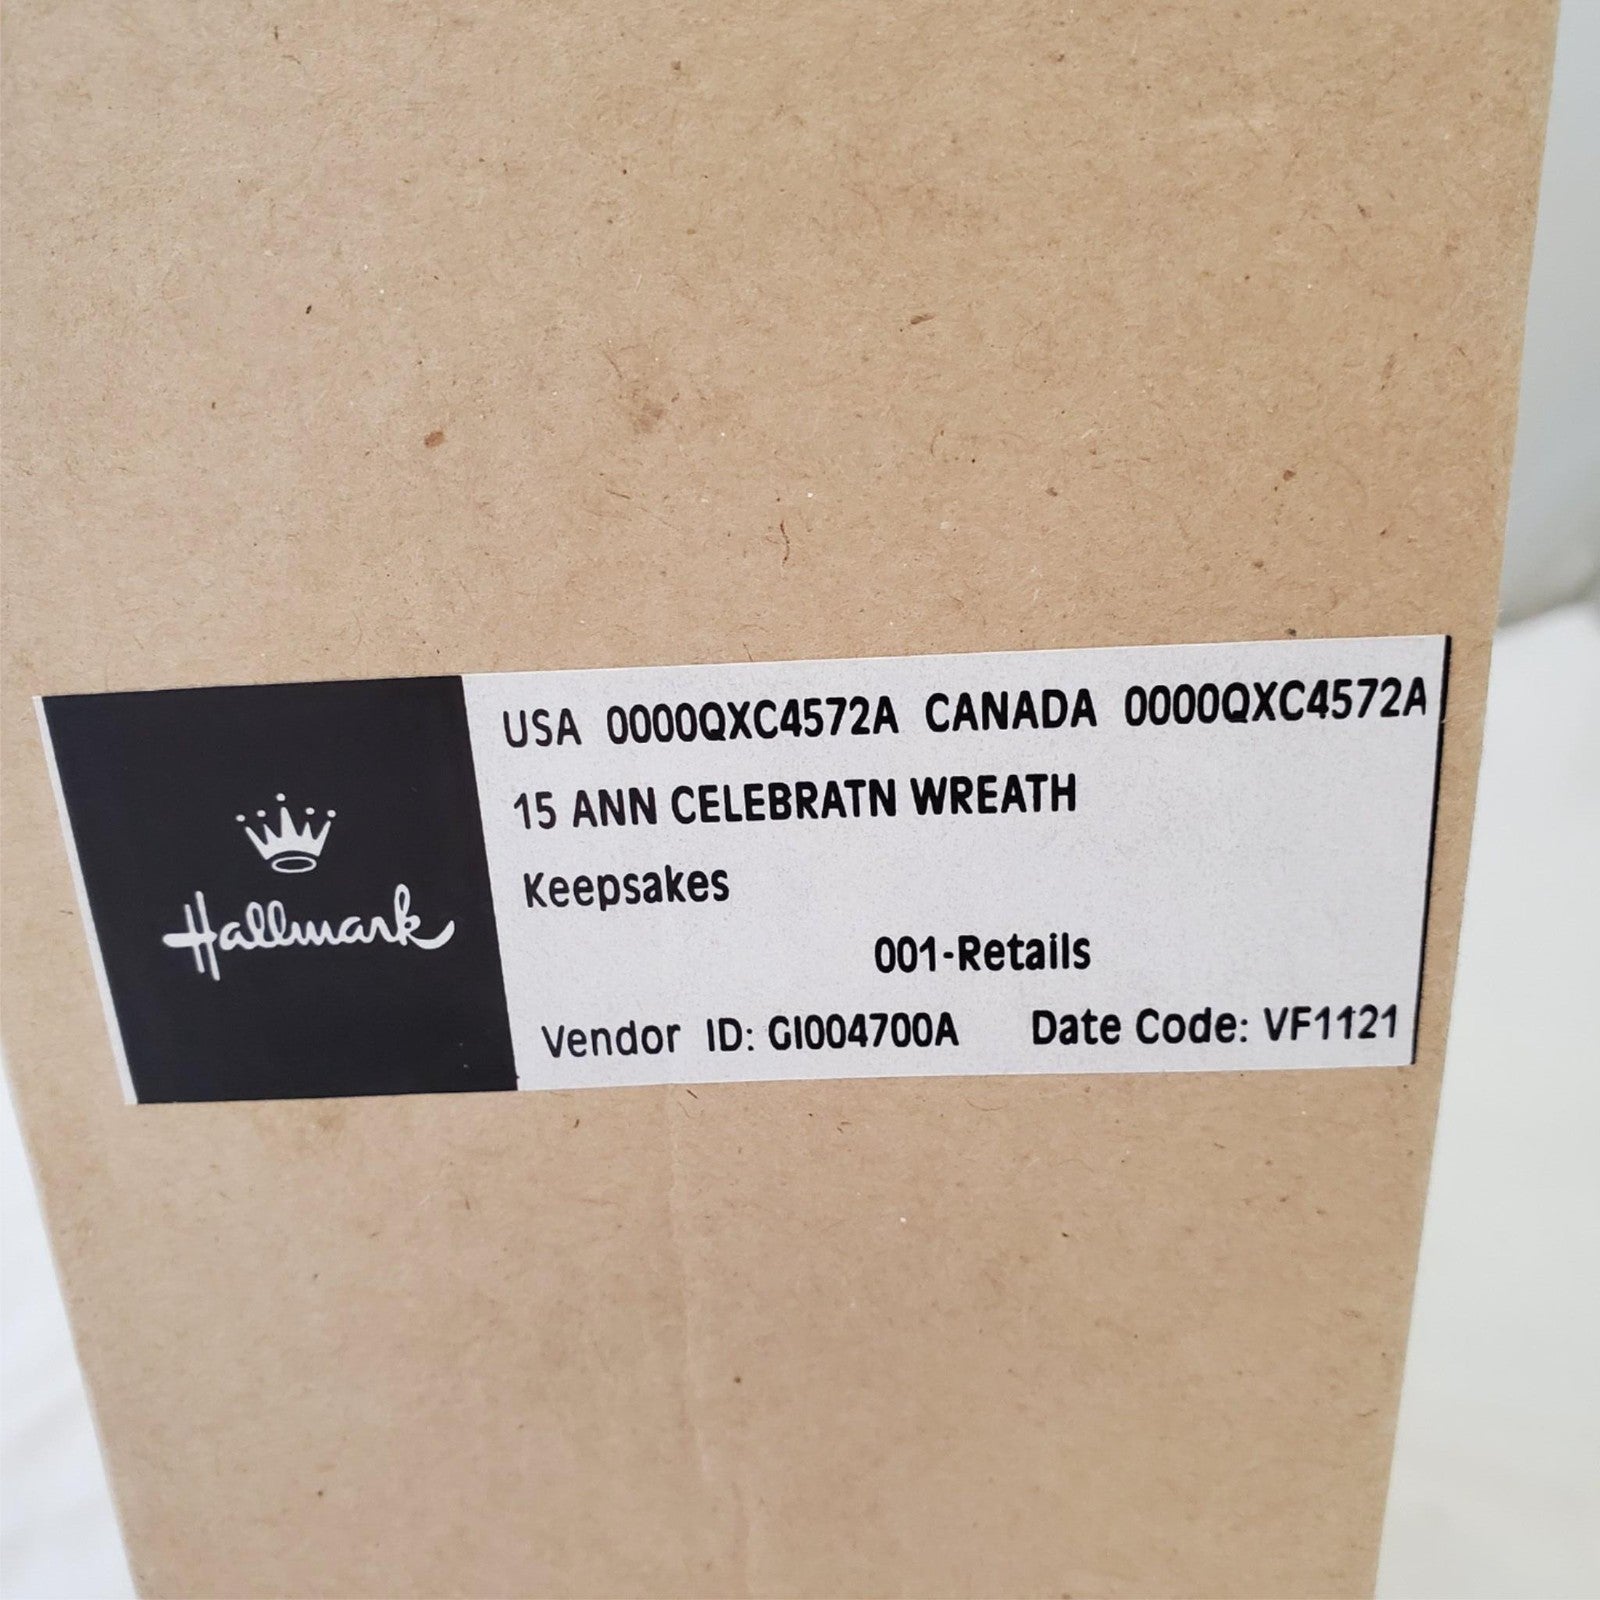 Hallmark
USA 0000QXC4572A CANADA 0000QXC4572A
15 ANN CELEBRATN WREATH
Keepsakes
001-Retails
Vendor ID: GI004700A Date Code: VF1121